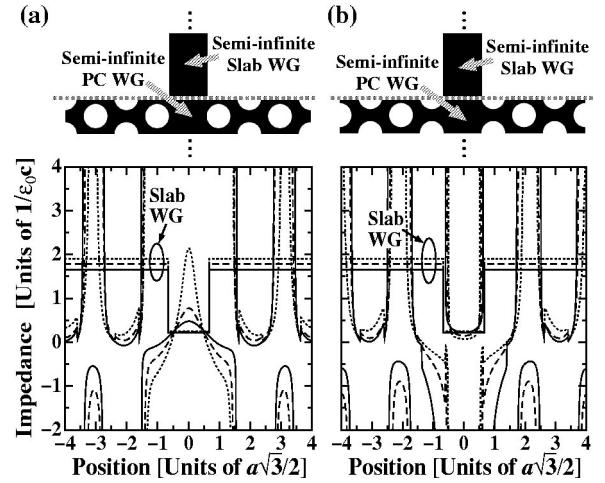 (a)
Semi-infinite
Slab WG
Semi-infinite
PC WG
(b)
Semi-infinite
Slab WG
Semi-infinite
PC WG
Impedance [Units of 1/ε₀c]
4
3
2
1
0
−1
−2
Slab
WG
−4 −3 −2 −1 0 1 2 3 4
Position [Units of a√3/2]
Slab
WG
−4 −3 −2 −1 0 1 2 3 4
Position [Units of a√3/2]